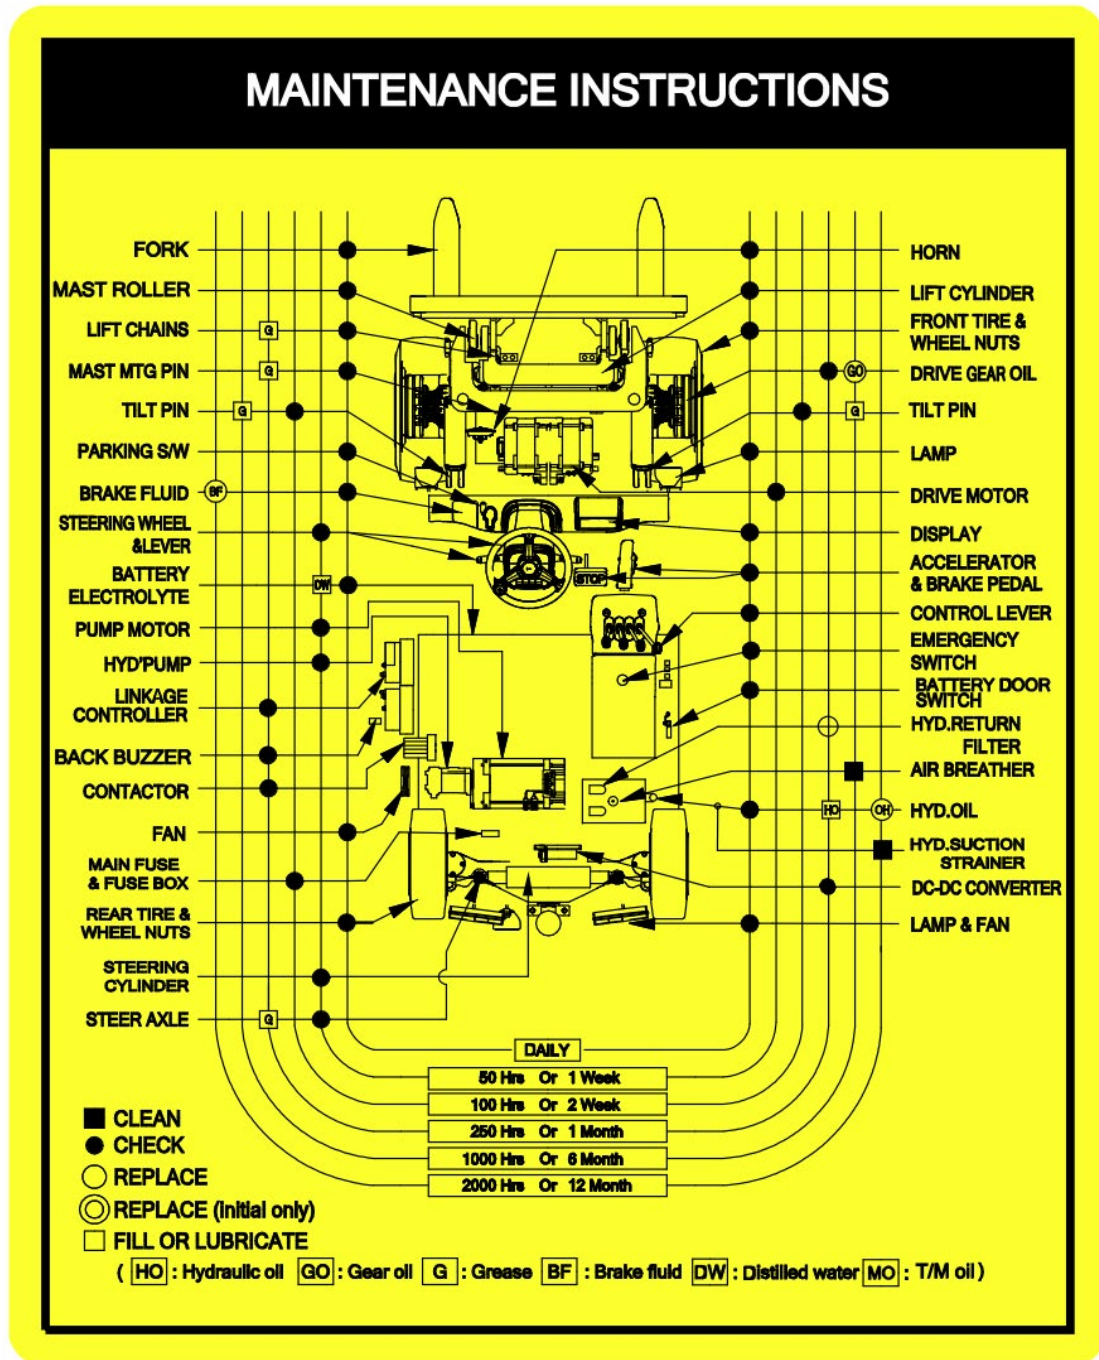 MAINTENANCE INSTRUCTIONS
FORK
MAST ROLLER
LIFT CHAINS
G
MAST MTG PIN
G
TILT PIN
G
PARKING S/W
BRAKE FLUID
BF
STEERING WHEEL
&LEVER
BATTERY
ELECTROLYTE
DW
PUMP MOTOR
HYD'PUMP
LINKAGE
CONTROLLER
BACK BUZZER
CONTACTOR
FAN
MAIN FUSE
& FUSE BOX
REAR TIRE &
WHEEL NUTS
STEERING
CYLINDER
STEER AXLE
G
STOP
HORN
LIFT CYLINDER
FRONT TIRE &
WHEEL NUTS
GO
DRIVE GEAR OIL
G
TILT PIN
LAMP
DRIVE MOTOR
DISPLAY
ACCELERATOR
& BRAKE PEDAL
CONTROL LEVER
EMERGENCY
SWITCH
BATTERY DOOR
SWITCH
HYD.RETURN
FILTER
AIR BREATHER
HO
OH
HYD.OIL
HYD.SUCTION
STRAINER
DC-DC CONVERTER
LAMP & FAN
DAILY
50 Hrs Or 1 Week
100 Hrs Or 2 Week
250 Hrs Or 1 Month
1000 Hrs Or 6 Month
2000 Hrs Or 12 Month
CLEAN
CHECK
REPLACE
REPLACE (initial only)
FILL OR LUBRICATE
( HO : Hydraulic oil GO : Gear oil G : Grease BF : Brake fluid DW : Distilled water MO : T/M oil )